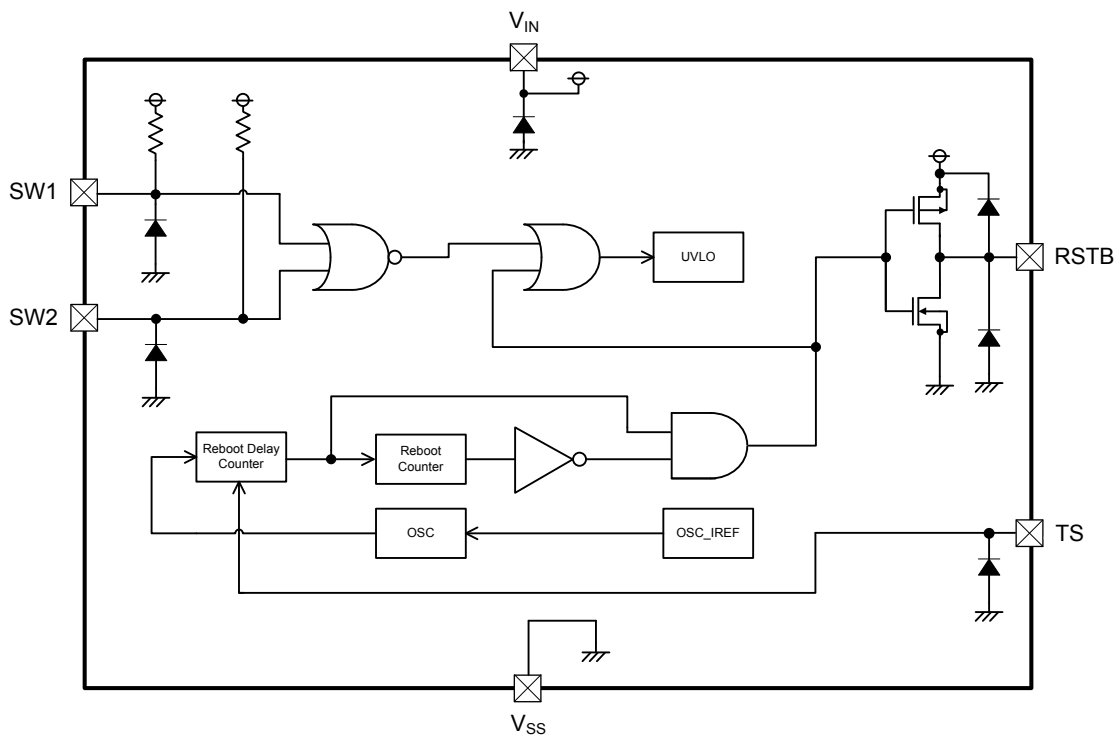 VIN
SW1
UVLO
RSTB
SW2
Reboot Delay
Counter
Reboot
Counter
OSC
OSC_IREF
TS
VSS